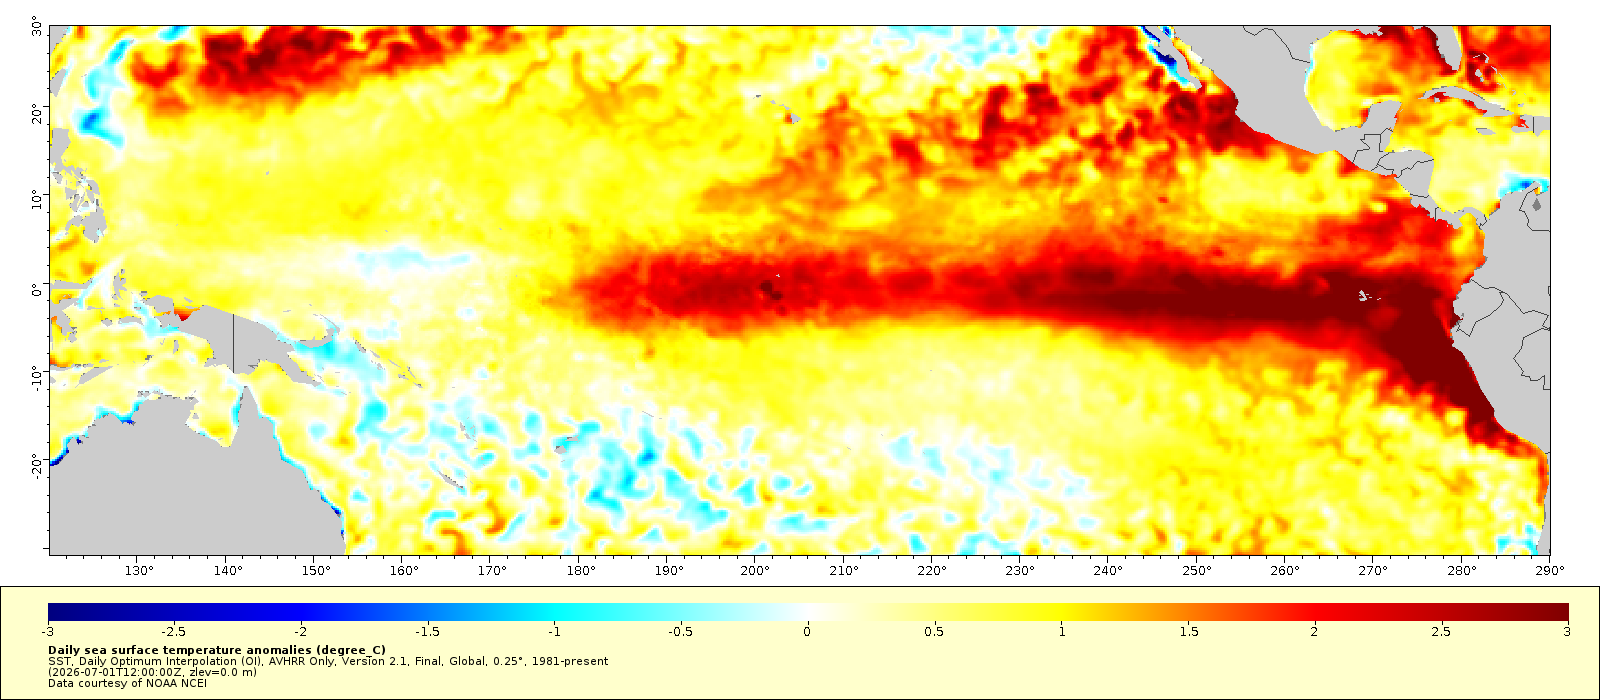 30°
20°
10°
0°
-10°
-20°
130° 140° 150° 160° 170° 180° 190° 200° 210° 220° 230° 240° 250° 260° 270° 280° 290°
-3 -2.5 -2 -1.5 -1 -0.5 0 0.5 1 1.5 2 2.5 3
Daily sea surface temperature anomalies (degree_C)
SST, Daily Optimum Interpolation (OI), AVHRR Only, Version 2.1, Final, Global, 0.25°, 1981-present
(2026-07-01T12:00:00Z, zlev=0.0 m)
Data courtesy of NOAA NCEI